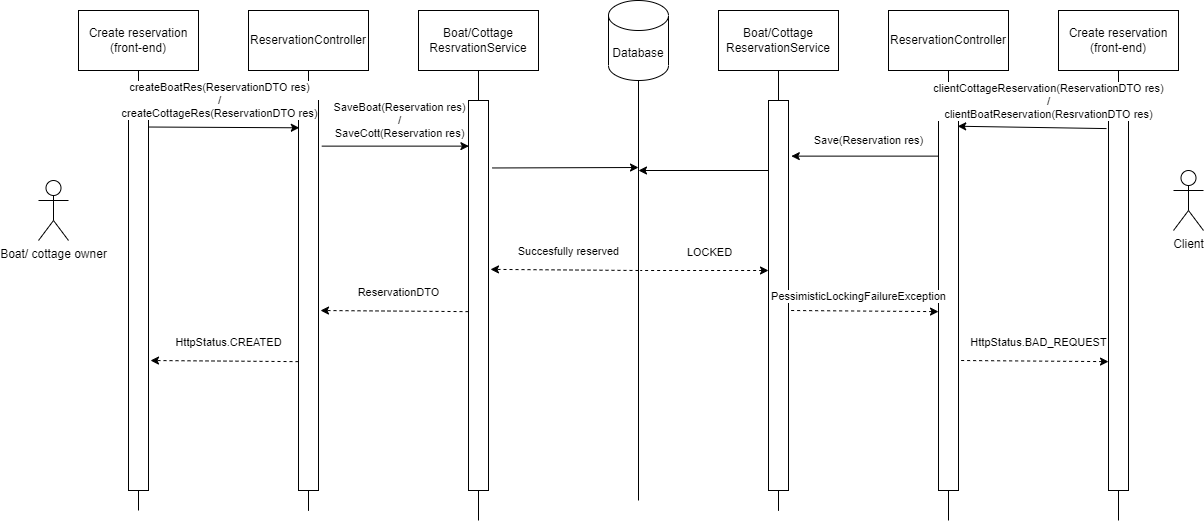 Create reservation
(front-end)
ReservationController
Boat/Cottage
ResrvationService
Database
Boat/Cottage
ReservationService
ReservationController
Create reservation
(front-end)
createBoatRes(ReservationDTO res)
/
createCottageRes(ReservationDTO res)
SaveBoat(Reservation res)
/
SaveCott(Reservation res)
clientCottageReservation(ReservationDTO res)
/
clientBoatReservation(ResrvationDTO res)
Save(Reservation res)
Boat/ cottage owner
Client
Succesfully reserved
LOCKED
ReservationDTO
PessimisticLockingFailureException
HttpStatus.CREATED
HttpStatus.BAD_REQUEST